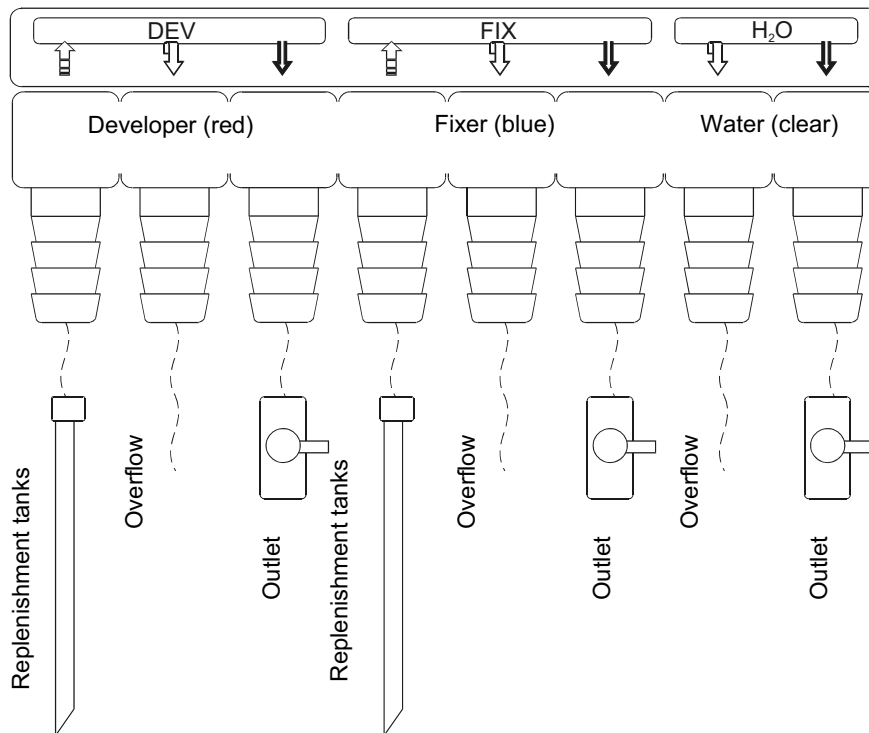 DEV
FIX
H₂O
Developer (red)
Fixer (blue)
Water (clear)
Replenishment tanks
Overflow
Outlet
Replenishment tanks
Overflow
Outlet
Overflow
Outlet